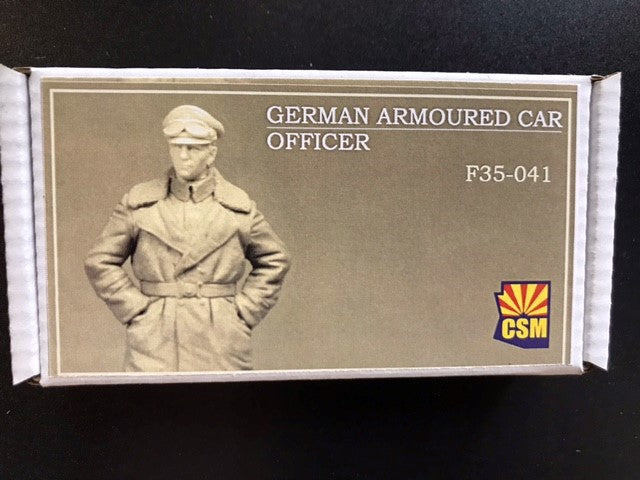 GERMAN ARMOURED CAR
OFFICER
F35-041
CSM